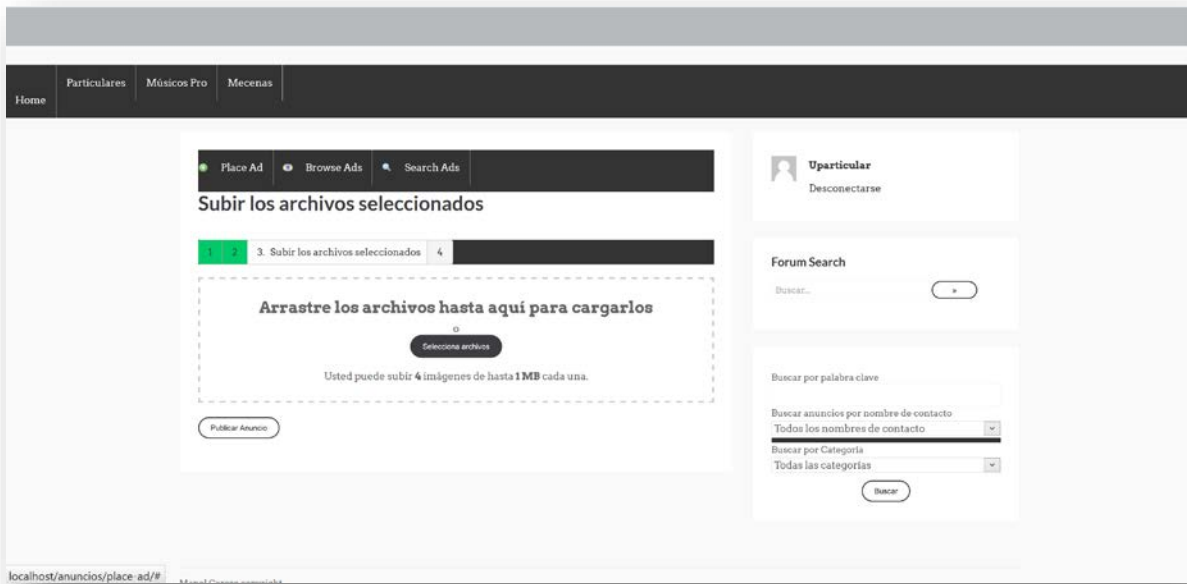 Home
Particulares
Músicos Pro
Mecenas
Place Ad
Browse Ads
Search Ads
Subir los archivos seleccionados
1 2 3. Subir los archivos seleccionados 4
Arrastre los archivos hasta aquí para cargarlos
o
Selecciona archivos
Usted puede subir 4 imágenes de hasta 1 MB cada una.
Publicar Anuncio
Uparticular
Desconectarse
Forum Search
Buscar...
»
Buscar por palabra clave
Buscar anuncios por nombre de contacto
Todos los nombres de contacto
Buscar por Categoría
Todas las categorías
Buscar
localhost/anuncios/place-ad/#